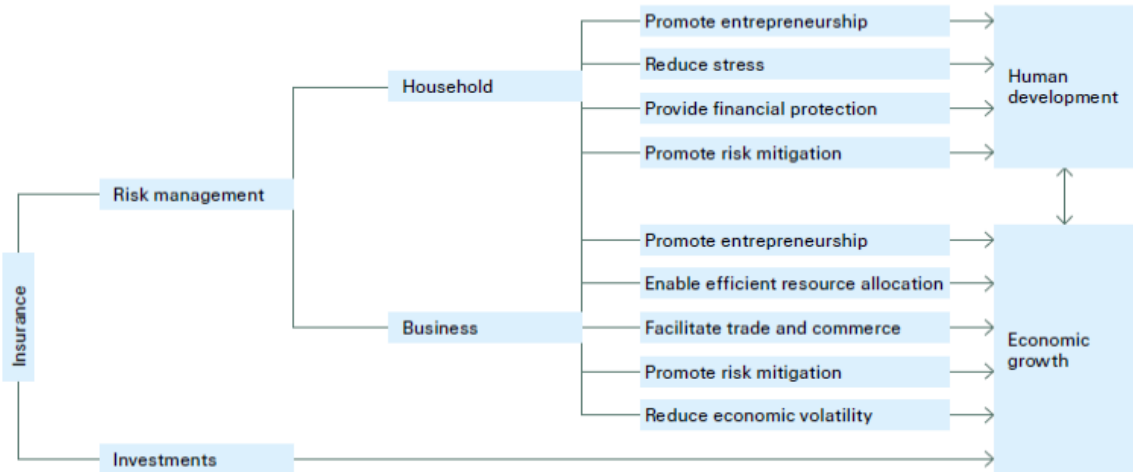 Promote entrepreneurship
Reduce stress
Household
Human
development
Provide financial protection
Promote risk mitigation
Risk management
Promote entrepreneurship
Insurance
Enable efficient resource allocation
Business
Facilitate trade and commerce
Economic
growth
Promote risk mitigation
Reduce economic volatility
Investments